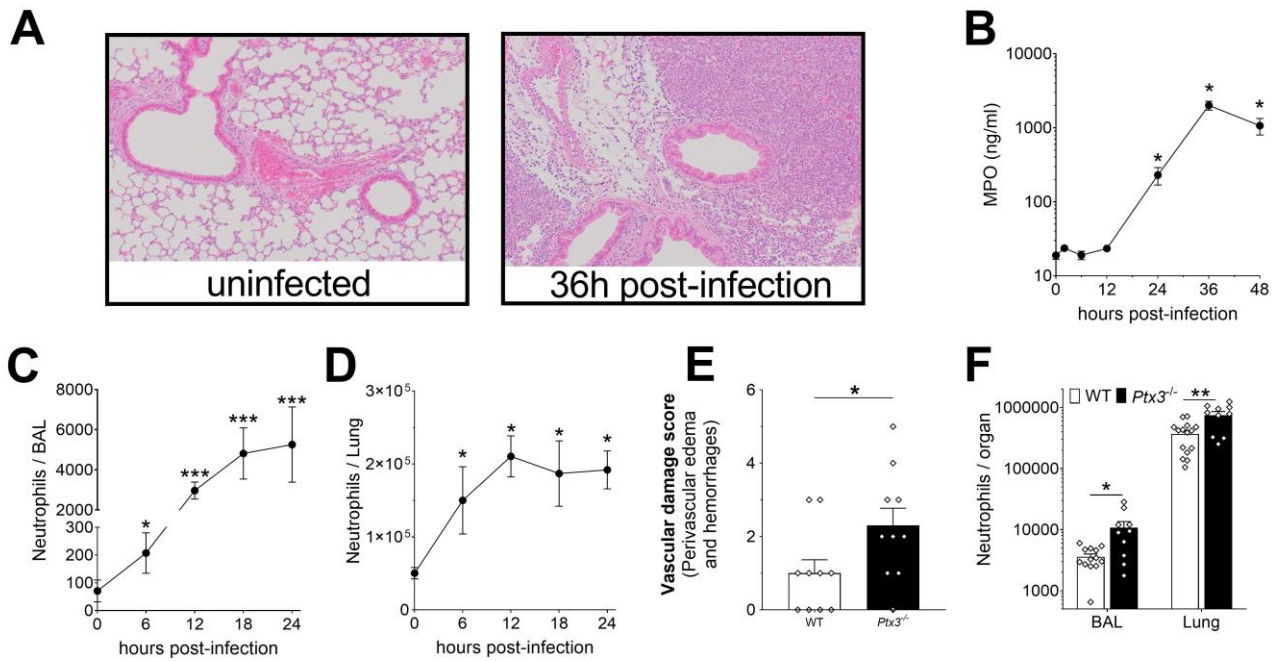 A
uninfected
36h post-infection
B
MPO (ng/ml)
10000
1000
100
10
* * *
0 12 24 36 48
hours post-infection
C
Neutrophils / BAL
8000
6000
4000
2000
300
200
100
0
* *** *** ***
0 6 12 18 24
hours post-infection
D
Neutrophils / Lung
3×10⁵
2×10⁵
1×10⁵
0
* * * *
0 6 12 18 24
hours post-infection
E
Vascular damage score
(Perivascular edema
and hemorrhages)
6
4
2
0
*
WT Ptx3⁻/⁻
F
WT Ptx3⁻/⁻
Neutrophils / organ
1000000
100000
10000
1000
* **
BAL Lung